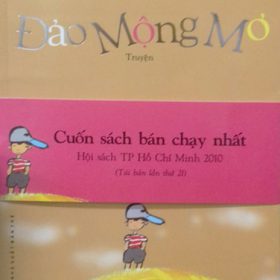 Đảo Mộng Mơ
Truyện
Cuốn sách bán chạy nhất
Hội sách TP Hồ Chí Minh 2010
(Tái bản lần thứ 21)